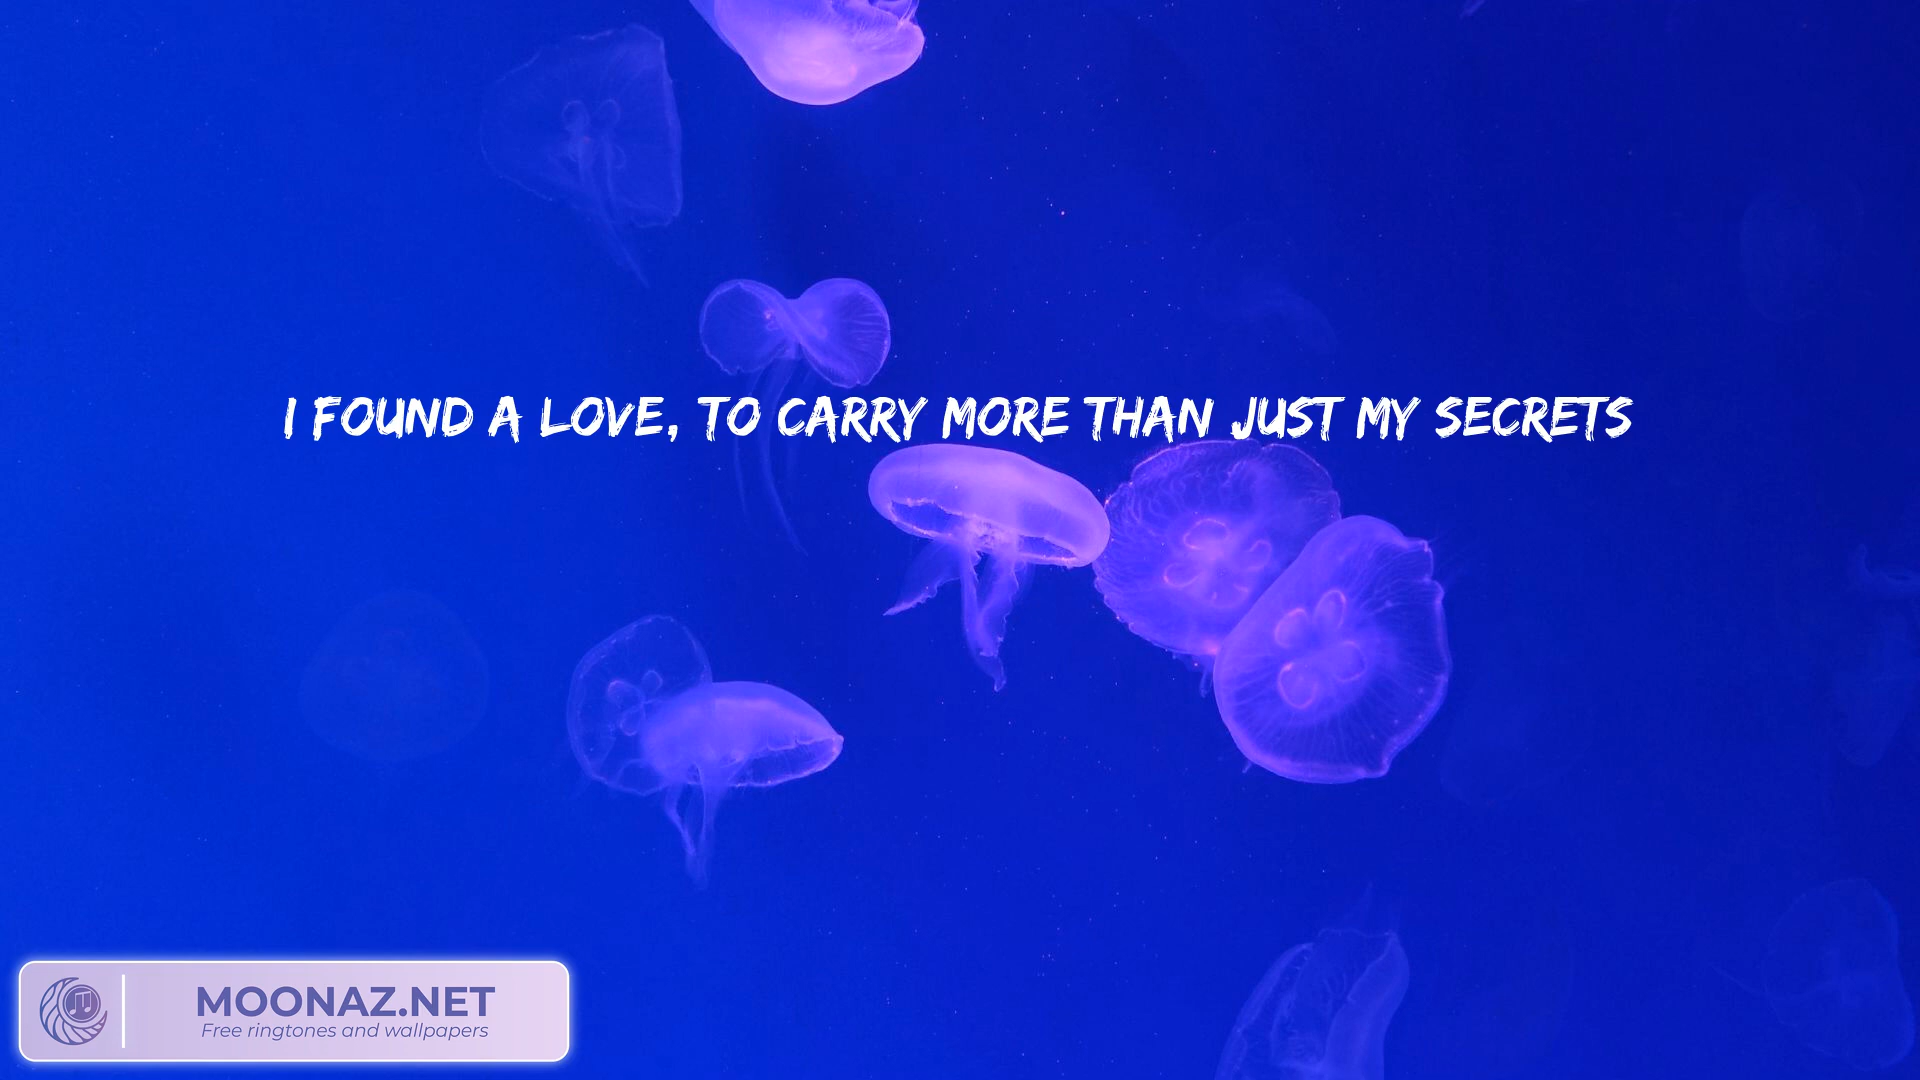 I FOUND A LOVE, TO CARRY MORE THAN JUST MY SECRETS
MOONAZ.NET
Free ringtones and wallpapers